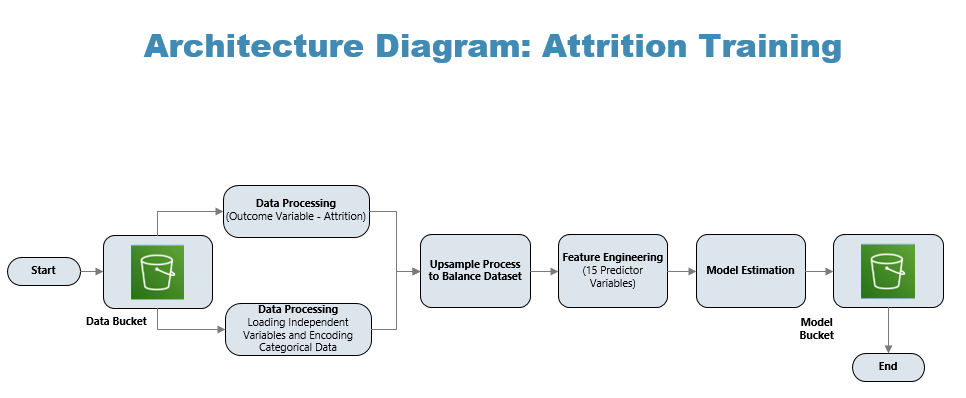 Architecture Diagram: Attrition Training
Start
Data Bucket
Data Processing
(Outcome Variable - Attrition)
Data Processing
Loading Independent
Variables and Encoding
Categorical Data
Upsample Process
to Balance Dataset
Feature Engineering
(15 Predictor
Variables)
Model Estimation
Model
Bucket
End